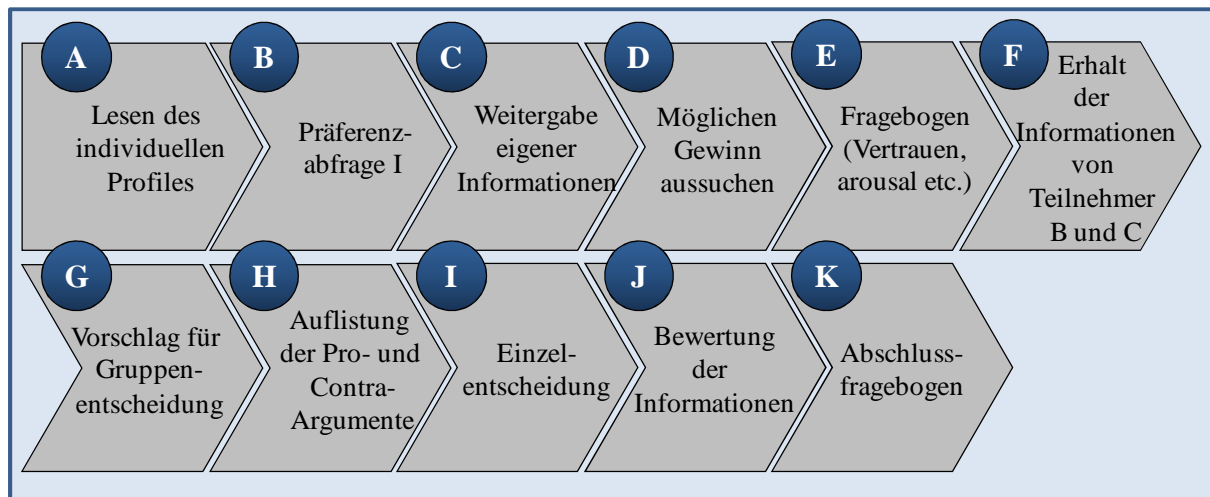 A
Lesen des
individuellen
Profiles
B
Präferenz-
abfrage I
C
Weitergabe
eigener
Informationen
D
Möglichen
Gewinn
aussuchen
E
Fragebogen
(Vertrauen,
arousal etc.)
F
Erhalt
der
Informationen
von
Teilnehmer
B und C
G
Vorschlag für
Gruppen-
entscheidung
H
Auflistung
der Pro- und
Contra-
Argumente
I
Einzel-
entscheidung
J
Bewertung
der
Informationen
K
Abschluss-
fragebogen